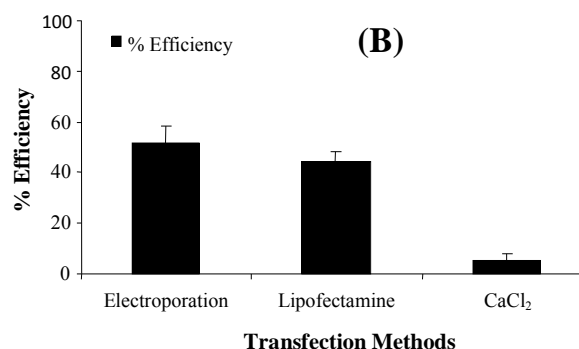 100
80
60
40
20
0
% Efficiency
% Efficiency
(B)
Electroporation Lipofectamine CaCl₂
Transfection Methods